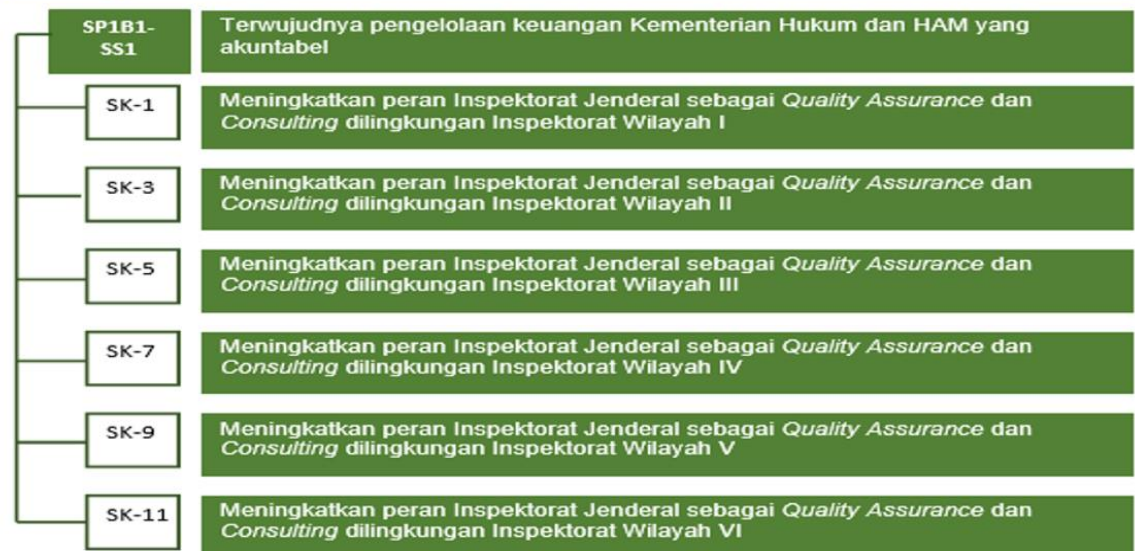 SP1B1-
SS1
Terwujudnya pengelolaan keuangan Kementerian Hukum dan HAM yang
akuntabel
SK-1
Meningkatkan peran Inspektorat Jenderal sebagai Quality Assurance dan
Consulting dilingkungan Inspektorat Wilayah I
SK-3
Meningkatkan peran Inspektorat Jenderal sebagai Quality Assurance dan
Consulting dilingkungan Inspektorat Wilayah II
SK-5
Meningkatkan peran Inspektorat Jenderal sebagai Quality Assurance dan
Consulting dilingkungan Inspektorat Wilayah III
SK-7
Meningkatkan peran Inspektorat Jenderal sebagai Quality Assurance dan
Consulting dilingkungan Inspektorat Wilayah IV
SK-9
Meningkatkan peran Inspektorat Jenderal sebagai Quality Assurance dan
Consulting dilingkungan Inspektorat Wilayah V
SK-11
Meningkatkan peran Inspektorat Jenderal sebagai Quality Assurance dan
Consulting dilingkungan Inspektorat Wilayah VI